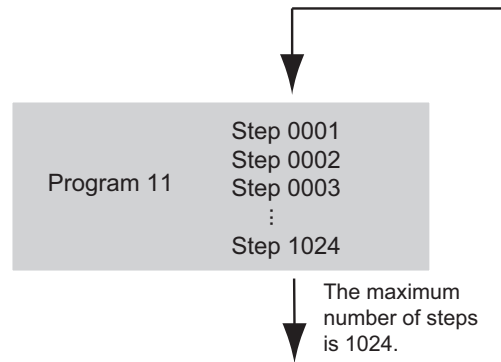 Step 0001
Step 0002
Program 11
Step 0003
⋮
Step 1024
The maximum
number of steps
is 1024.